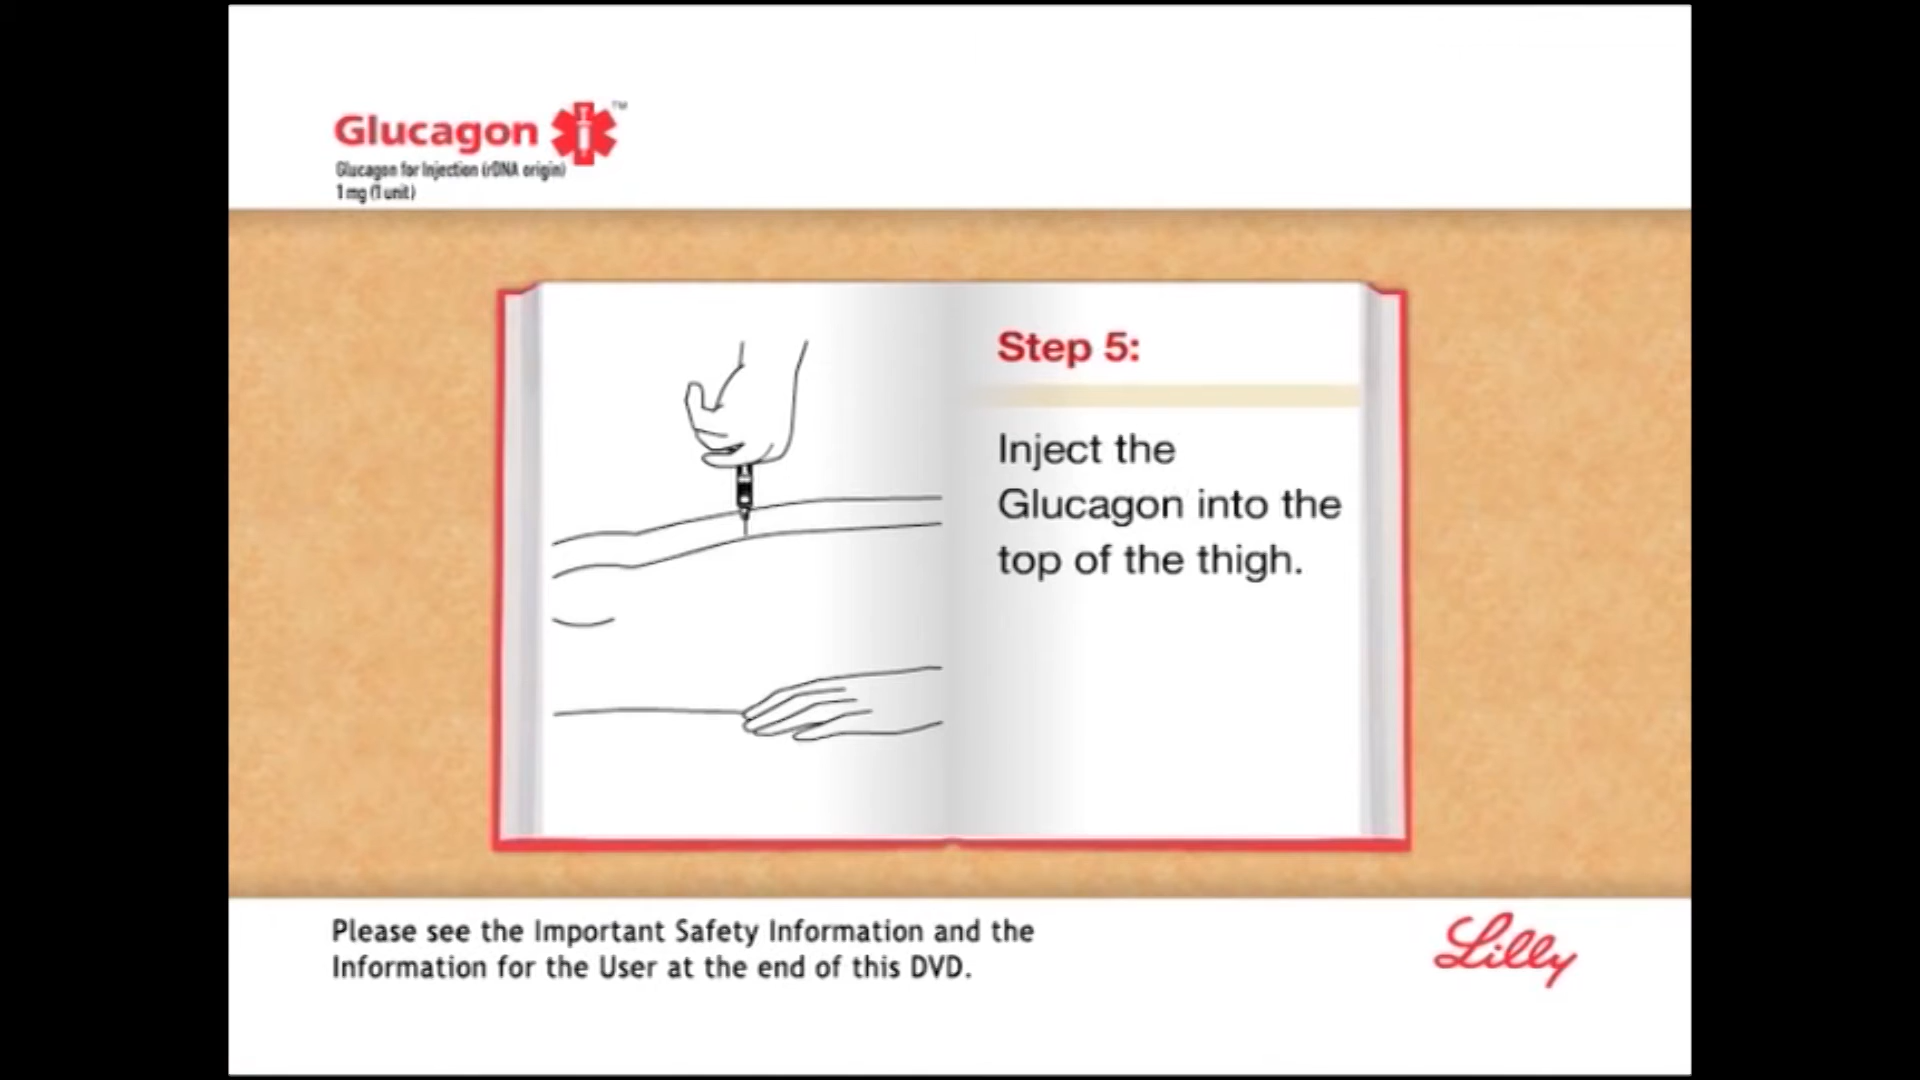 Glucagon ™
Glucagon for Injection (rDNA origin)
1 mg (1 unit)
Step 5:
Inject the
Glucagon into the
top of the thigh.
Please see the Important Safety Information and the
Information for the User at the end of this DVD.
Lilly